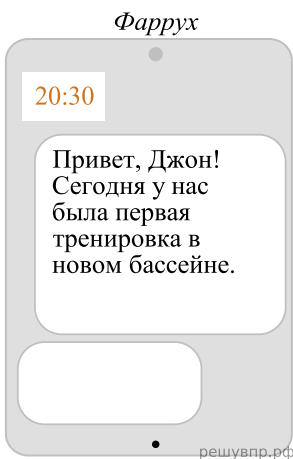 Фаррух
20:30
Привет, Джон!
Сегодня у нас
была первая
тренировка в
новом бассейне.
решувпр.рф